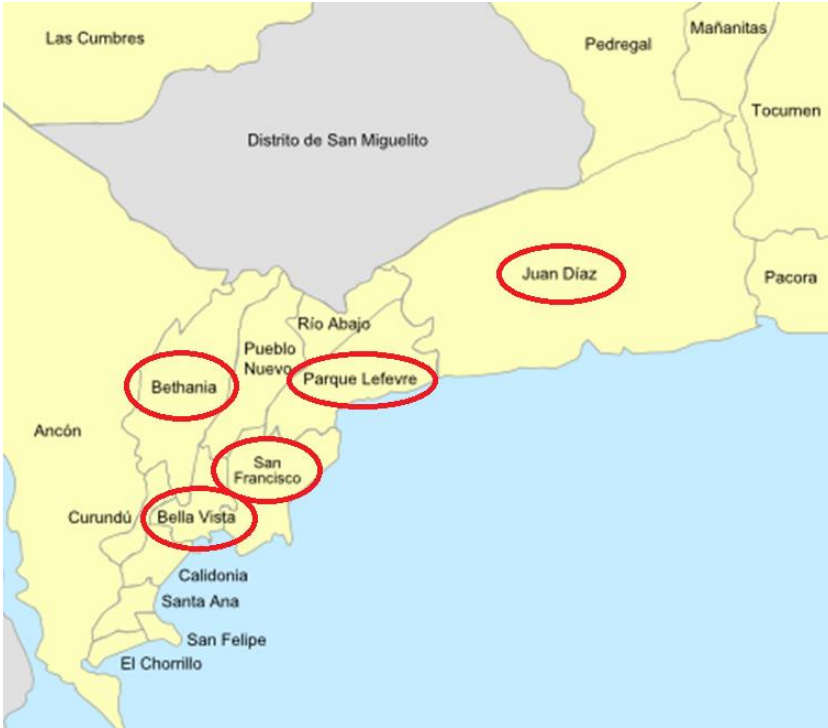 Las Cumbres
Pedregal
Mañanitas
Tocumen
Distrito de San Miguelito
Juan Díaz
Pacora
Río Abajo
Pueblo
Nuevo
Parque Lefevre
Bethania
Ancón
San
Francisco
Curundú
Bella Vista
Calidonia
Santa Ana
San Felipe
El Chorrillo